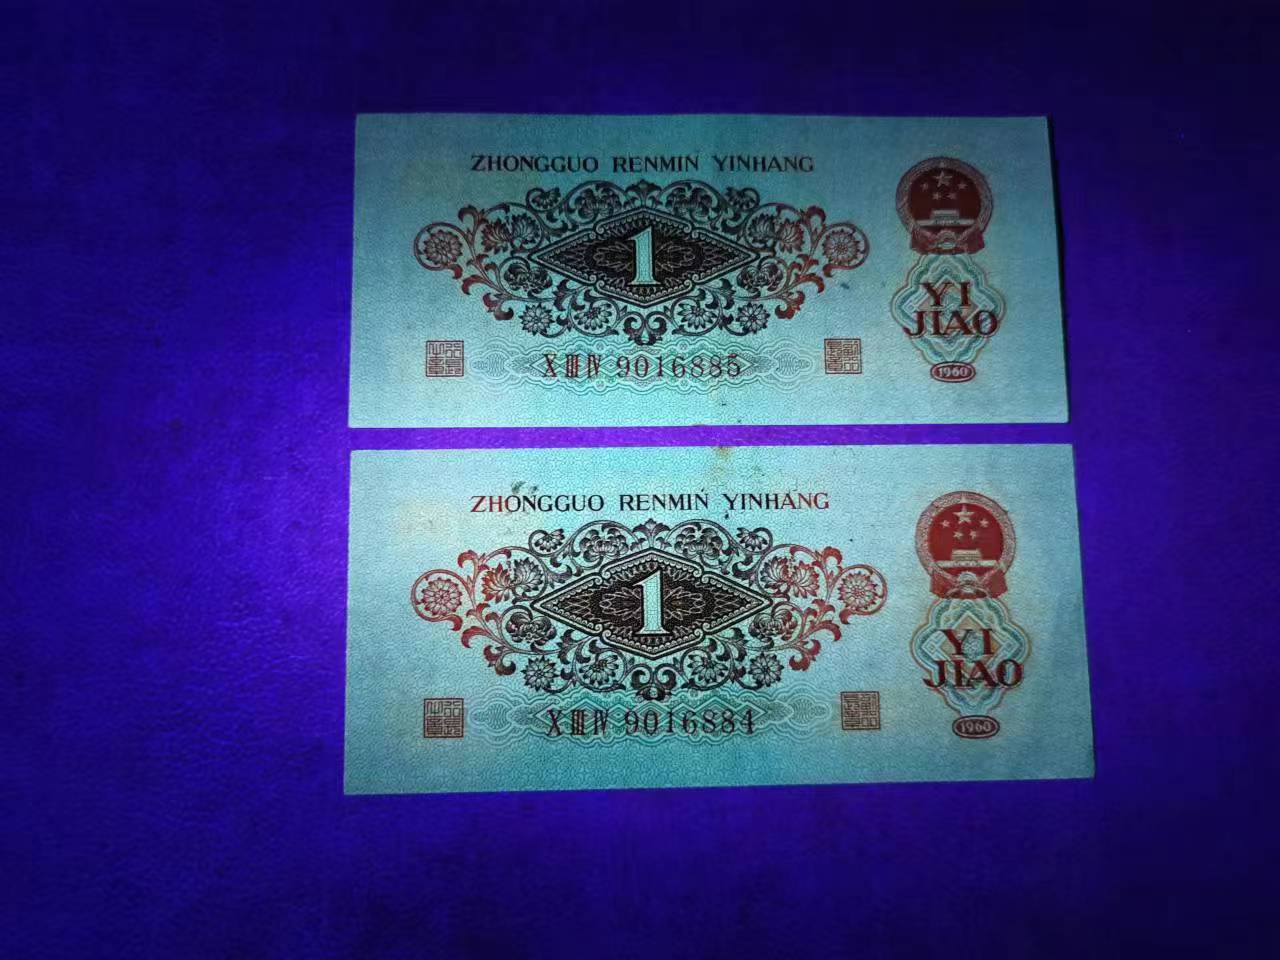 ZHONGGUO RENMIN YINHANG
1
YI
JIAO
X III IV 9016885
1960
ZHONGGUO RENMIN YINHANG
1
YI
JIAO
X III IV 9016884
1960